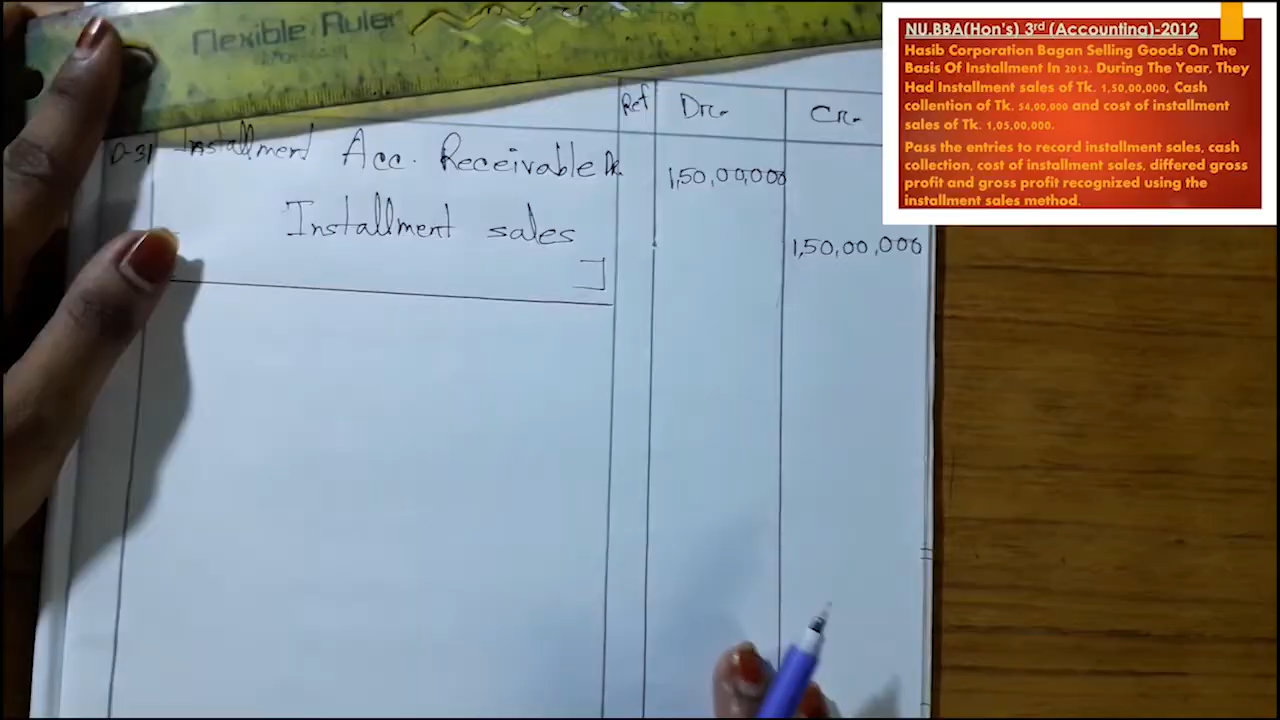 Flexible Ruler
NU.BBA(Hon's) 3rd (Accounting)-2012
Hasib Corporation Bagan Selling Goods On The
Basis Of Installment In 2012. During The Year, They
Had Installment sales of Tk. 1,50,00,000, Cash
collention of Tk. 54,00,000 and cost of installment
sales of Tk. 1,05,00,000.
Pass the entries to record installment sales, cash
collection, cost of installment sales, differed gross
profit and gross profit recognized using the
installment sales method.
Ref Dr. Cr.
D-31 Installment Acc. Receivable Dr. 1,50,00,000
Installment sales 1,50,00,000